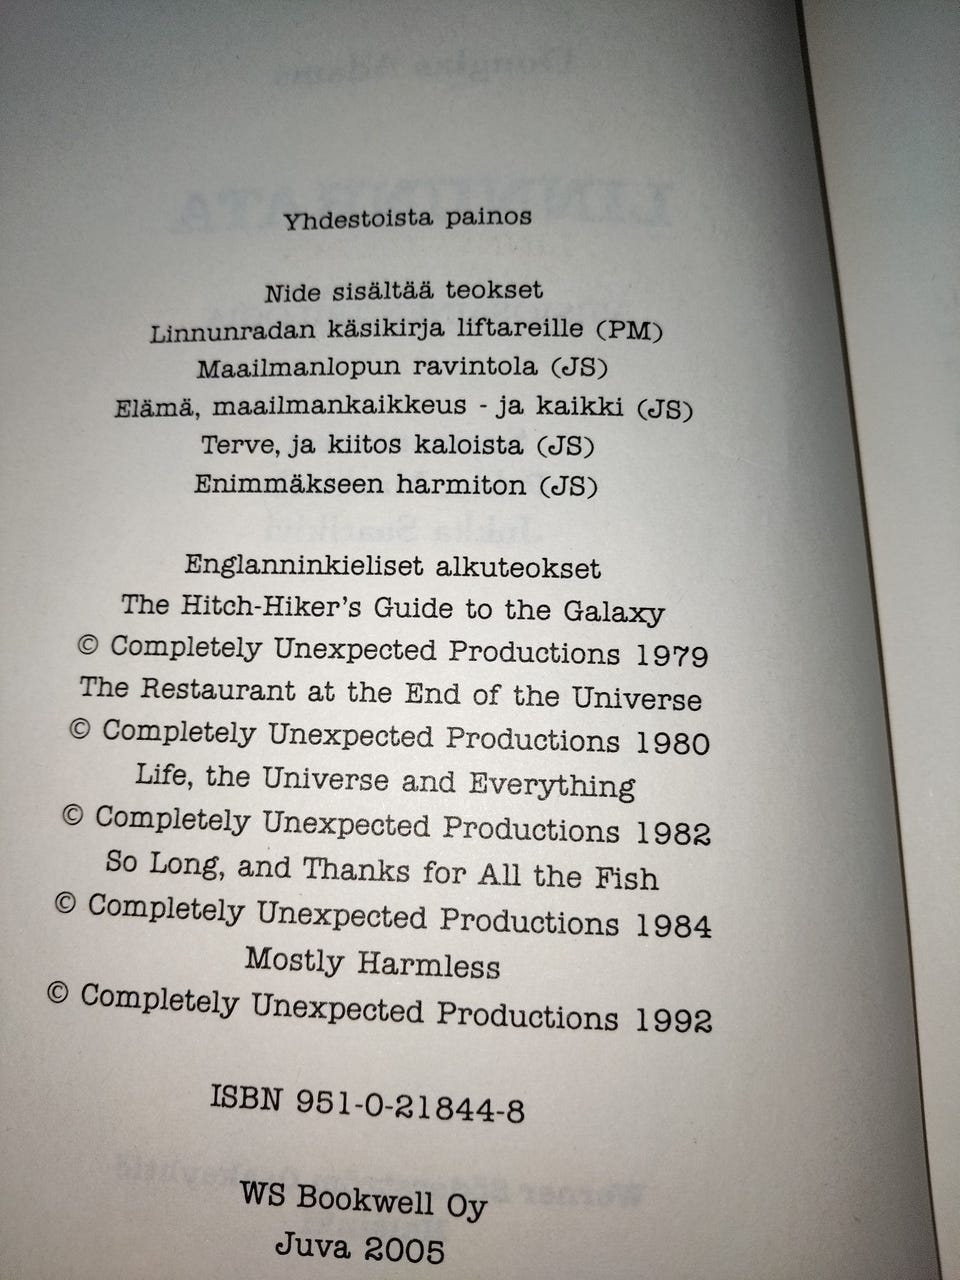 Yhdestoista painos
Nide sisältää teokset
Linnunradan käsikirja liftareille (PM)
Maailmanlopun ravintola (JS)
Elämä, maailmankaikkeus - ja kaikki (JS)
Terve, ja kiitos kaloista (JS)
Enimmäkseen harmiton (JS)
Englanninkieliset alkuteokset
The Hitch-Hiker's Guide to the Galaxy
© Completely Unexpected Productions 1979
The Restaurant at the End of the Universe
© Completely Unexpected Productions 1980
Life, the Universe and Everything
© Completely Unexpected Productions 1982
So Long, and Thanks for All the Fish
© Completely Unexpected Productions 1984
Mostly Harmless
© Completely Unexpected Productions 1992
ISBN 951-0-21844-8
WS Bookwell Oy
Juva 2005